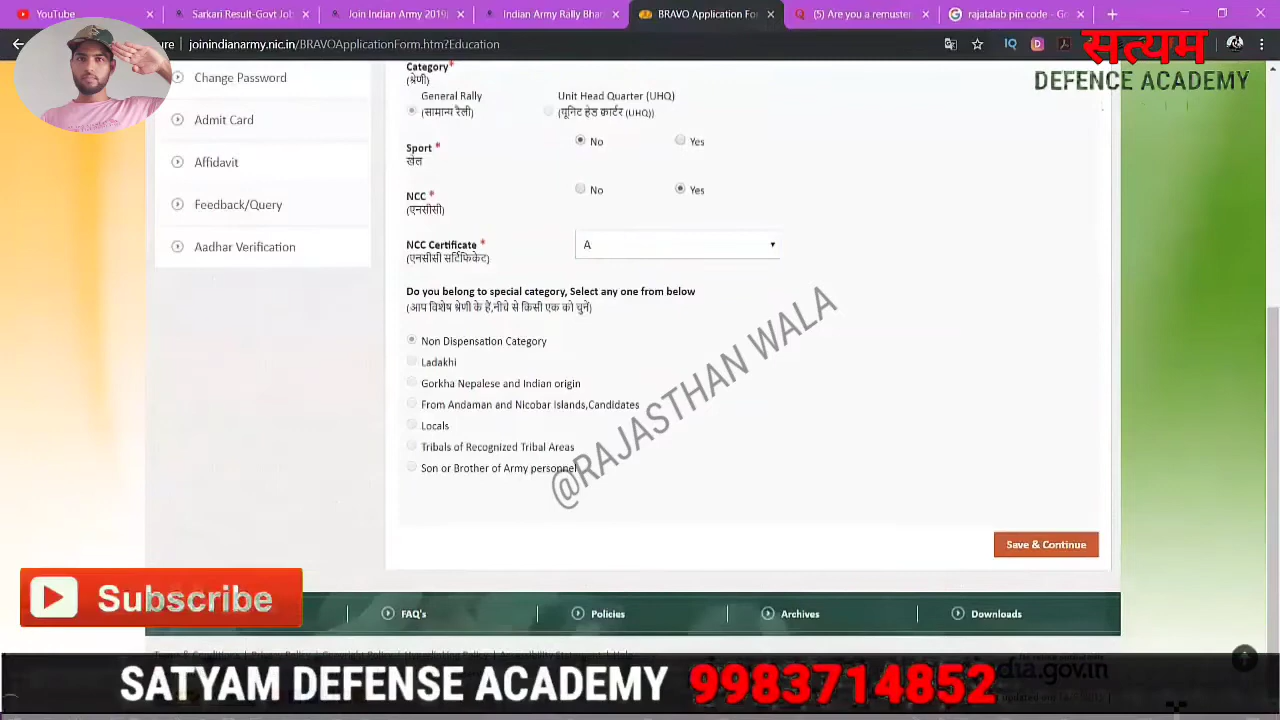 YouTube
Sarkari Result-Govt Job
Join Indian Army 2019
Indian Army Rally Bhar
BRAVO Application For
(5) Are you a remuster
rajatalab pin code - Go
joinindianarmy.nic.in/BRAVOApplicationForm.htm?Education
सत्यम
DEFENCE ACADEMY
Change Password
Admit Card
Affidavit
Feedback/Query
Aadhar Verification
Category*
(श्रेणी)
General Rally
(सामान्य रैली)
Unit Head Quarter (UHQ)
(यूनिट हेड क्वार्टर (UHQ))
Sport *
खेल
No
Yes
NCC *
(एनसीसी)
No
Yes
NCC Certificate *
(एनसीसी सर्टिफिकेट)
A
Do you belong to special category, Select any one from below
(आप विशेष श्रेणी के हैं,नीचे से किसी एक को चुनें)
Non Dispensation Category
Ladakhi
Gorkha Nepalese and Indian origin
From Andaman and Nicobar Islands,Candidates
Locals
Tribals of Recognized Tribal Areas
Son or Brother of Army personnel
@RAJASTHAN WALA
Save & Continue
Subscribe
FAQ's
Policies
Archives
Downloads
SATYAM DEFENSE ACADEMY 9983714852